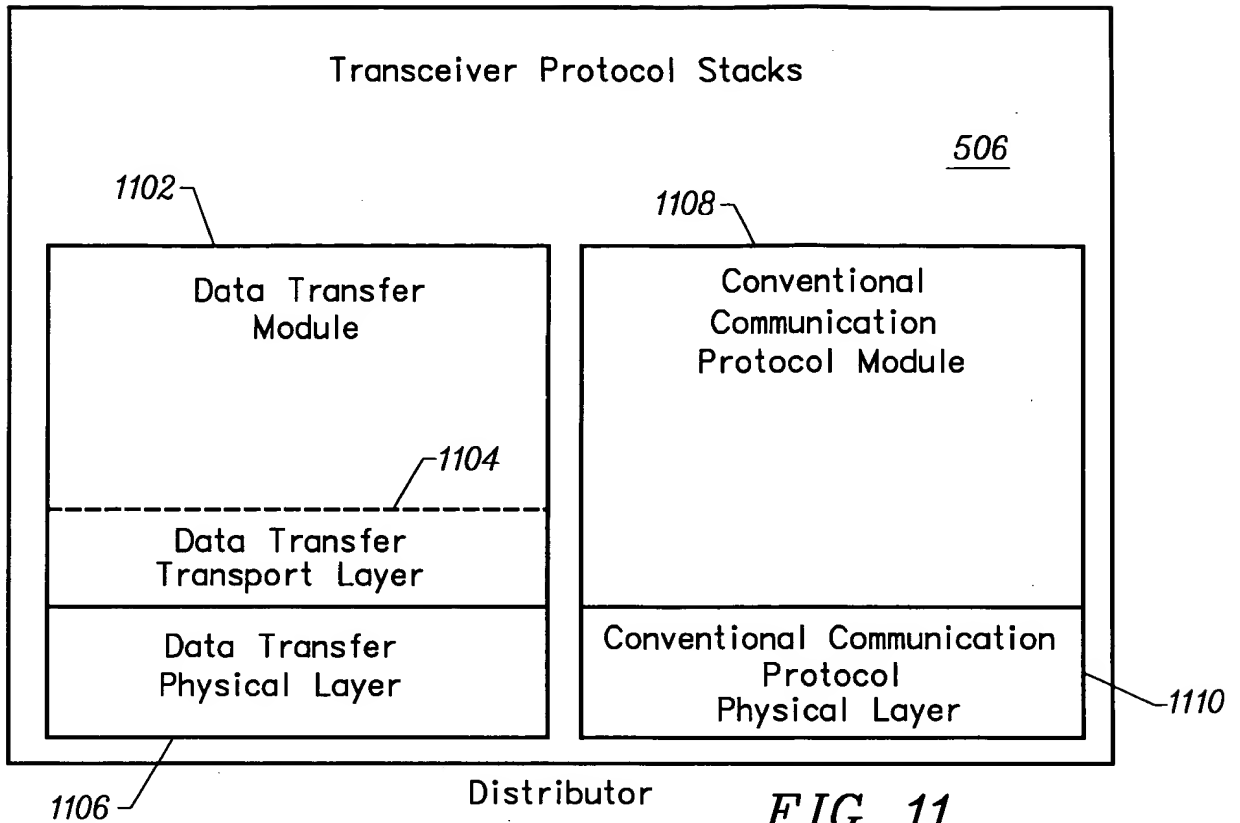 Transceiver Protocol Stacks
506
1102
1108
Data Transfer
Module
Conventional
Communication
Protocol Module
1104
Data Transfer
Transport Layer
Data Transfer
Physical Layer
Conventional Communication
Protocol
Physical Layer
1110
1106
Distributor
FIG. 11